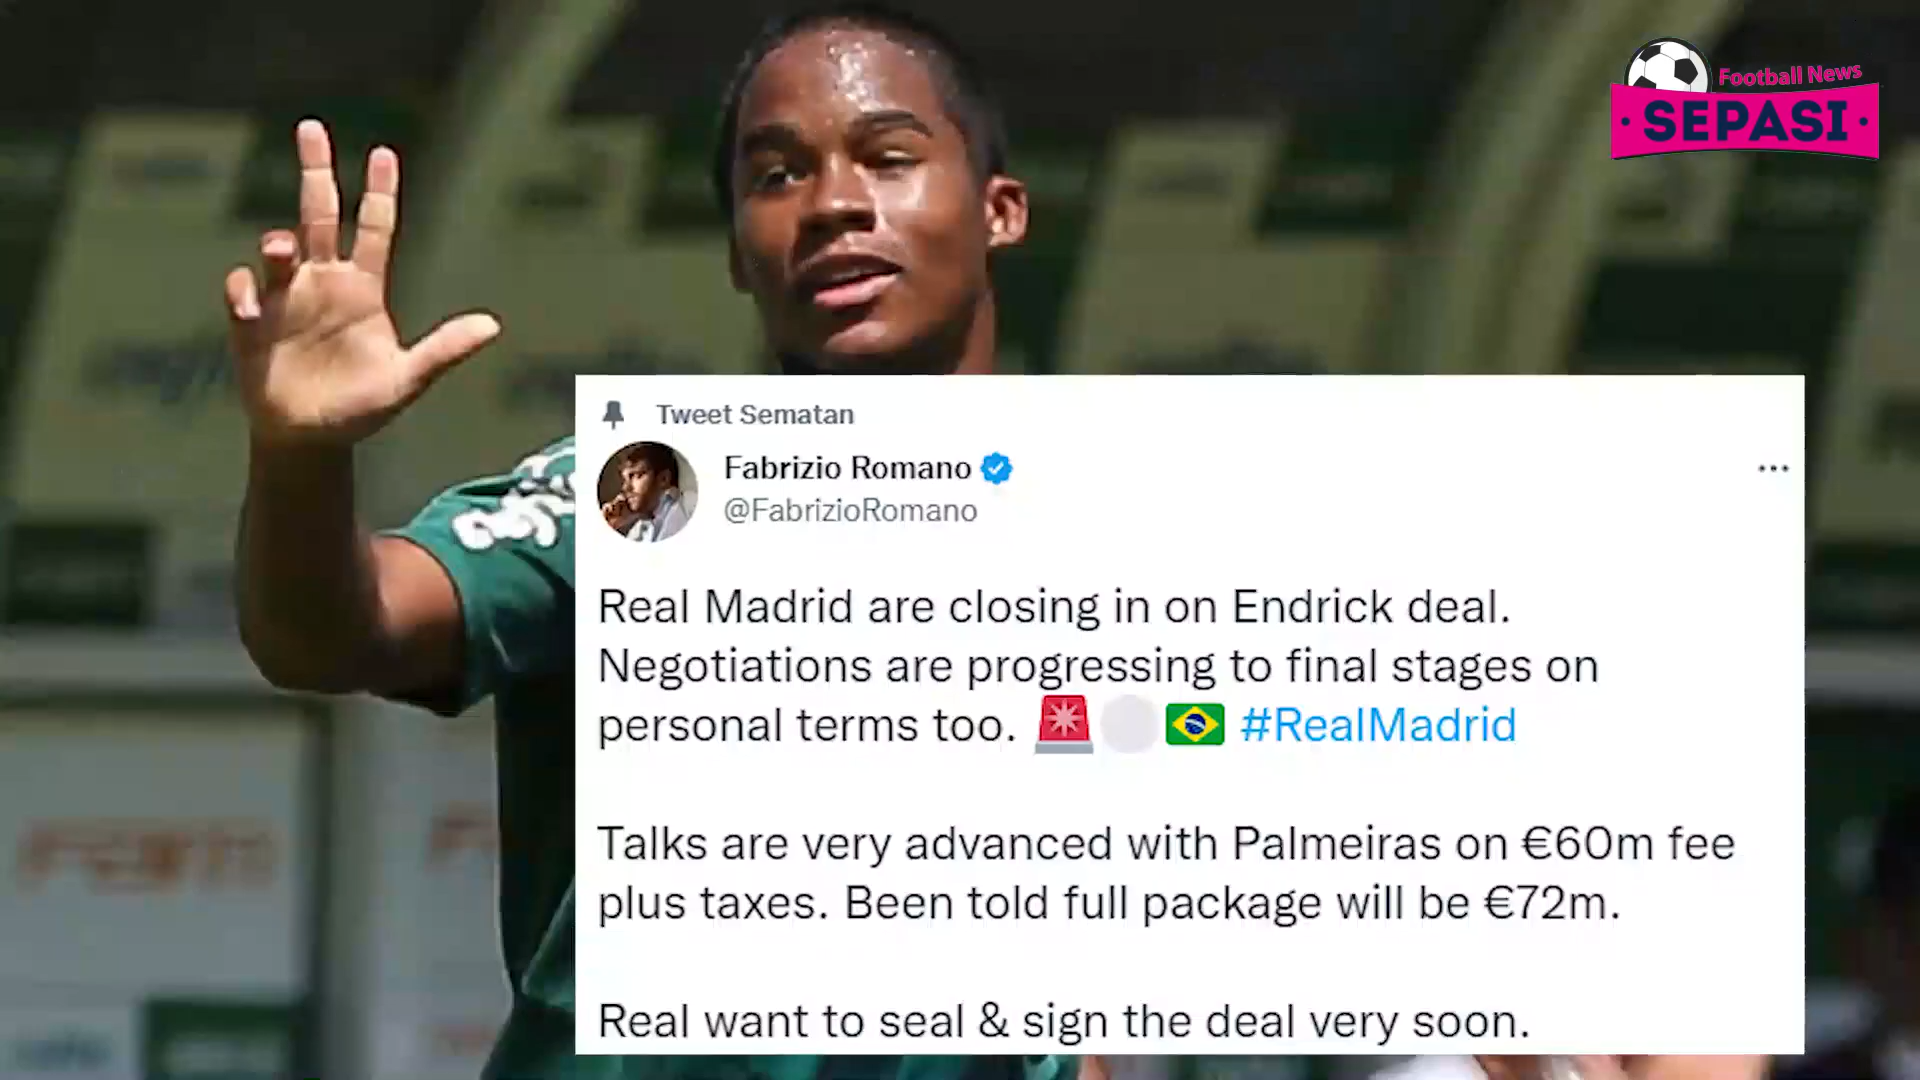 Football News
SEPASI
Tweet Sematan
Fabrizio Romano
@FabrizioRomano
Real Madrid are closing in on Endrick deal.
Negotiations are progressing to final stages on
personal terms too. 🚨⚪🇧🇷 #RealMadrid
Talks are very advanced with Palmeiras on €60m fee
plus taxes. Been told full package will be €72m.
Real want to seal & sign the deal very soon.